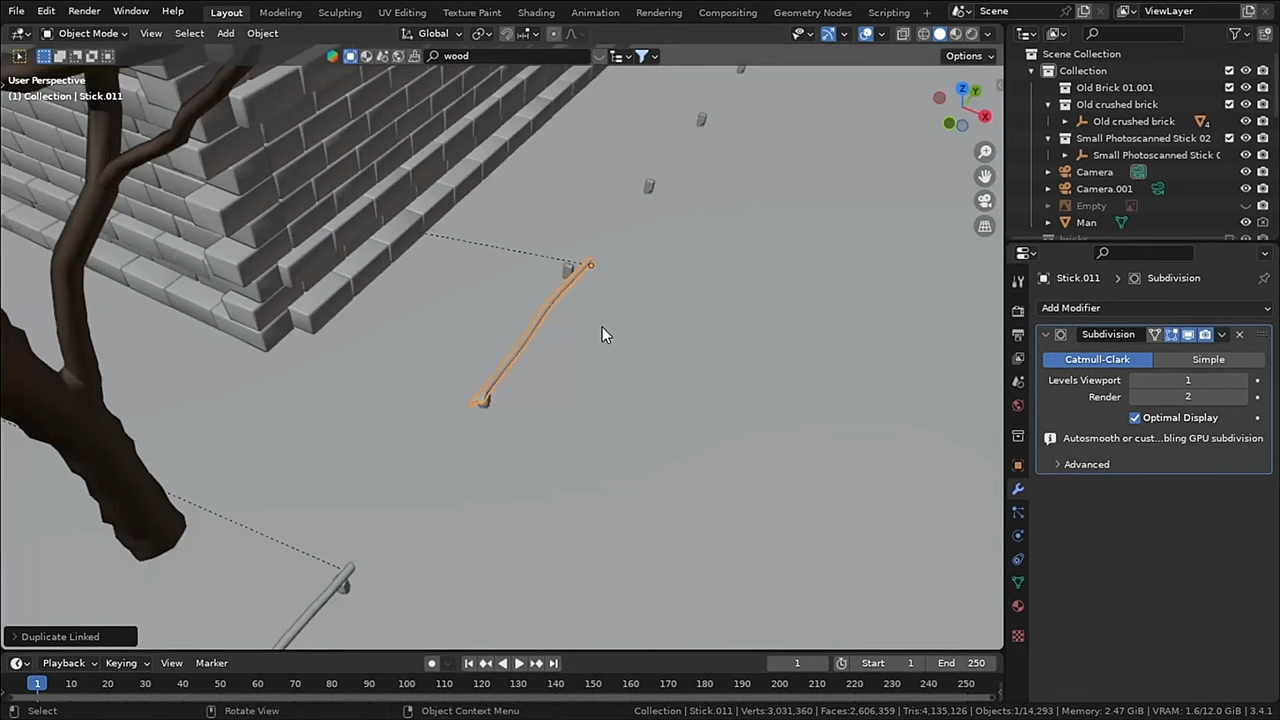 File Edit Render Window Help Layout Modeling Sculpting UV Editing Texture Paint Shading Animation Rendering Compositing Geometry Nodes Scripting + Scene ViewLayer
Object Mode View Select Add Object Global
wood Options
User Perspective
(1) Collection | Stick.011
Z
Y
X
Scene Collection
Collection
Old Brick 01.001
Old crushed brick
Old crushed brick 4
Small Photoscanned Stick 02
Small Photoscanned Stick
Camera
Camera.001
Empty
Man
bricks
Stick.011 > Subdivision
Add Modifier
Subdivision
Catmull-Clark Simple
Levels Viewport 1
Render 2
Optimal Display
Autosmooth or cust...bling GPU subdivision
Advanced
Duplicate Linked
Playback Keying View Marker 1 Start 1 End 250
1 10 20 30 40 50 60 70 80 90 100 110 120 130 140 150 160 170 180 190 200 210 220 230 240 250
Select Rotate View Object Context Menu Collection | Stick.011 | Verts:3,031,360 | Faces:2,606,359 | Tris:4,135,126 | Objects:1/14,293 | Memory: 2.47 GiB | VRAM: 1.6/12.0 GiB | 3.4.1